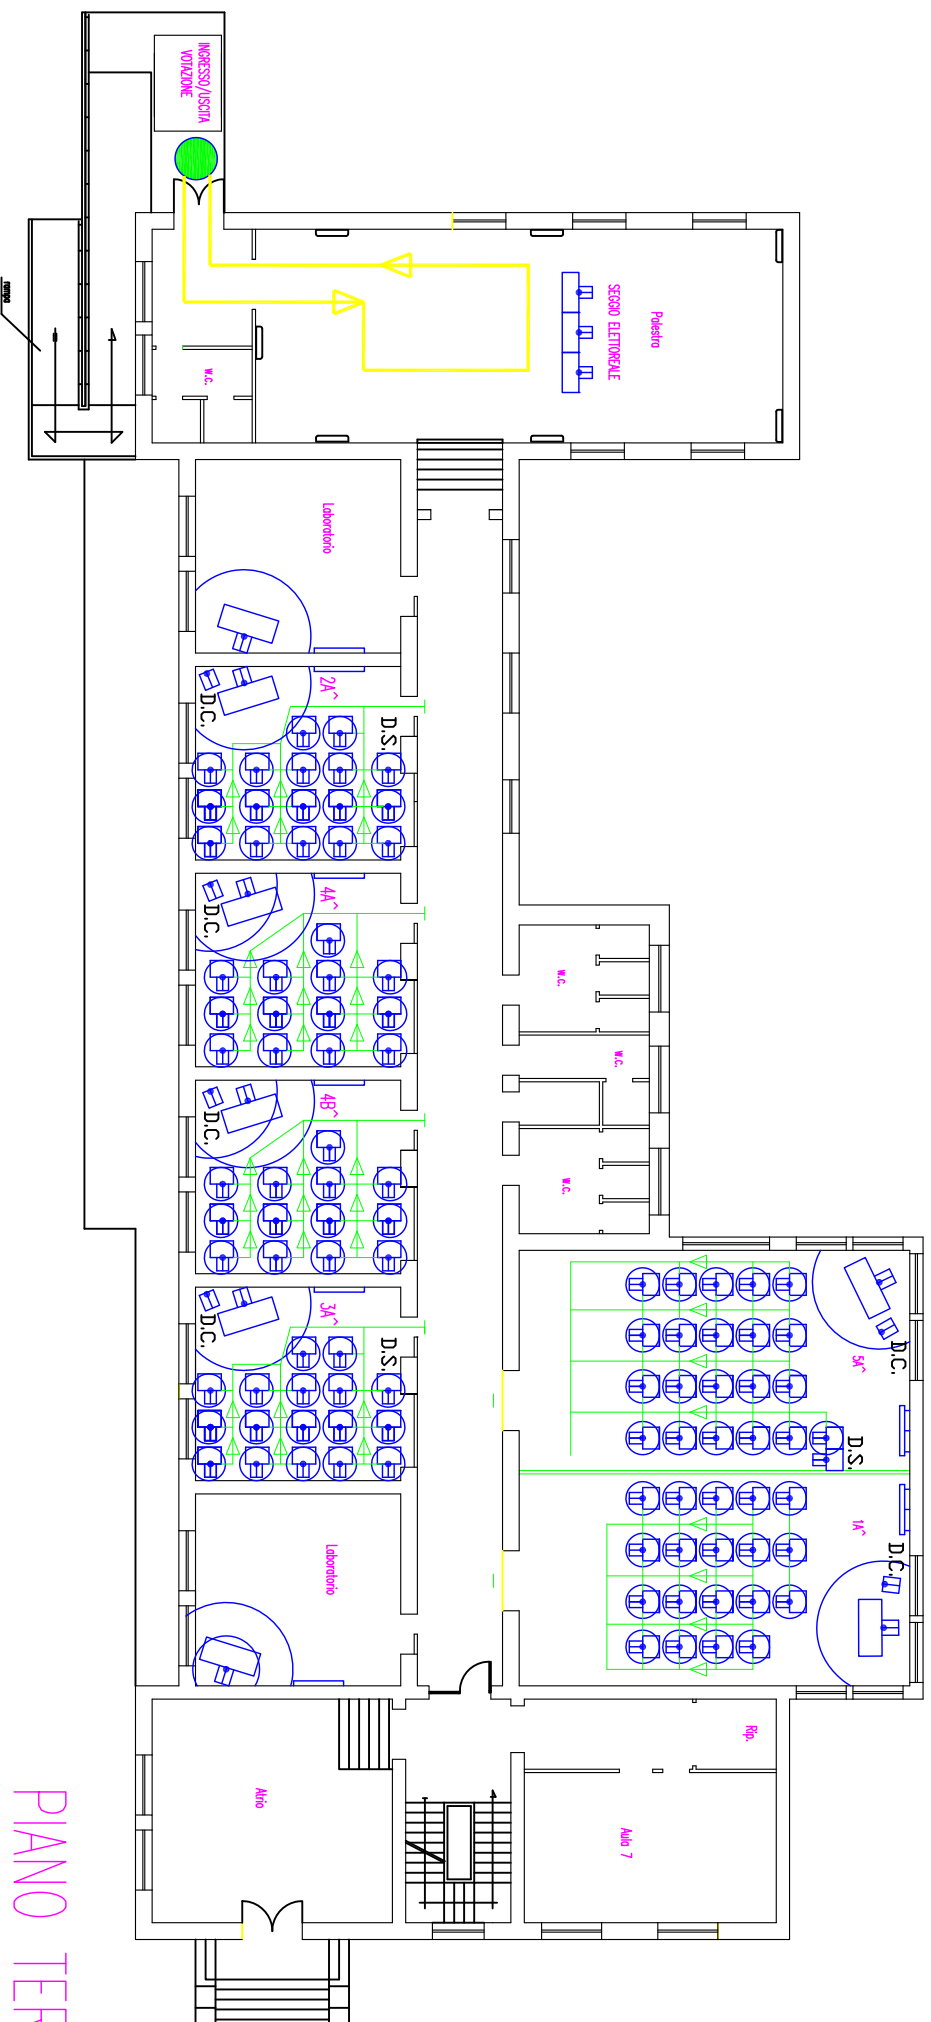 INGRESSO/USCITA
VOTAZIONE
rampa
Palestra
SEGGIO ELETTOREALE
w.c.
Laboratorio
2A^
D.C.
D.S.
4A^
D.C.
w.c.
w.c.
w.c.
4B^
D.C.
3A^
D.C.
D.S.
5A^
D.C.
D.S.
1A^
D.C.
Laboratorio
Rip.
Atrio
Aula 7
PIANO TER